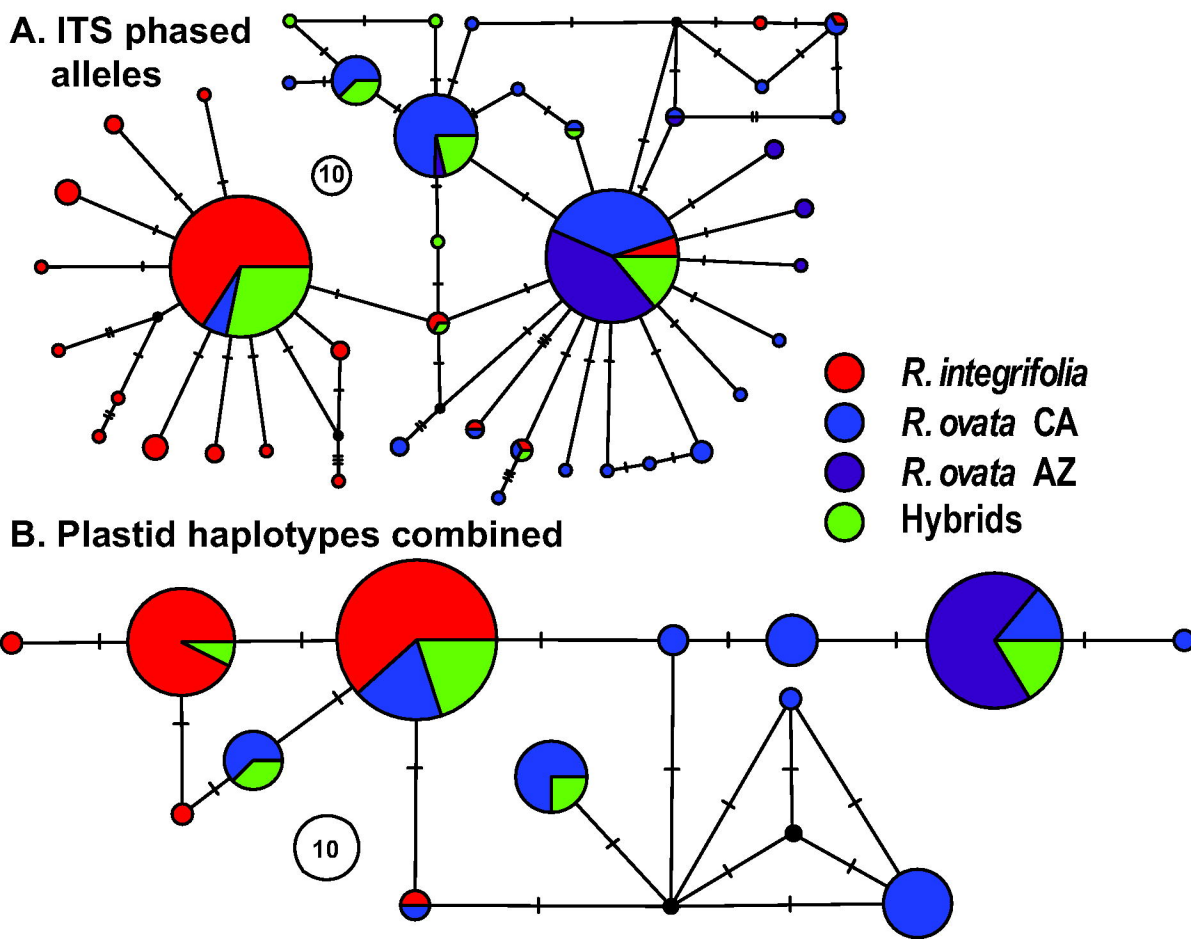 A. ITS phased
alleles
10
R. integrifolia
R. ovata CA
R. ovata AZ
Hybrids
B. Plastid haplotypes combined
10